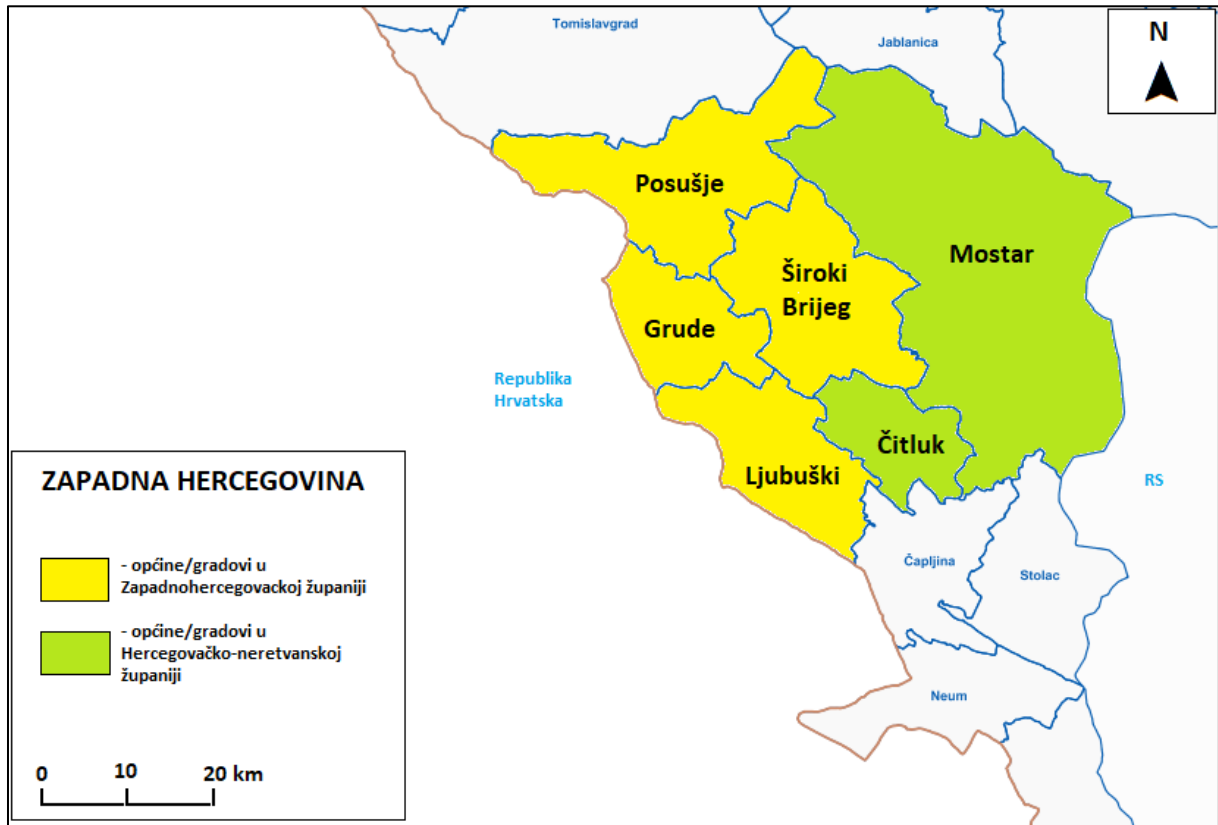 Tomislavgrad
Jablanica
N
Posušje
Široki
Brijeg
Mostar
Grude
Republika
Hrvatska
Čitluk
Ljubuški
RS
Čapljina
Stolac
Neum
ZAPADNA HERCEGOVINA
- općine/gradovi u
Zapadnohercegovackoj županiji
- općine/gradovi u
Hercegovačko-neretvanskoj
županiji
0 10 20 km